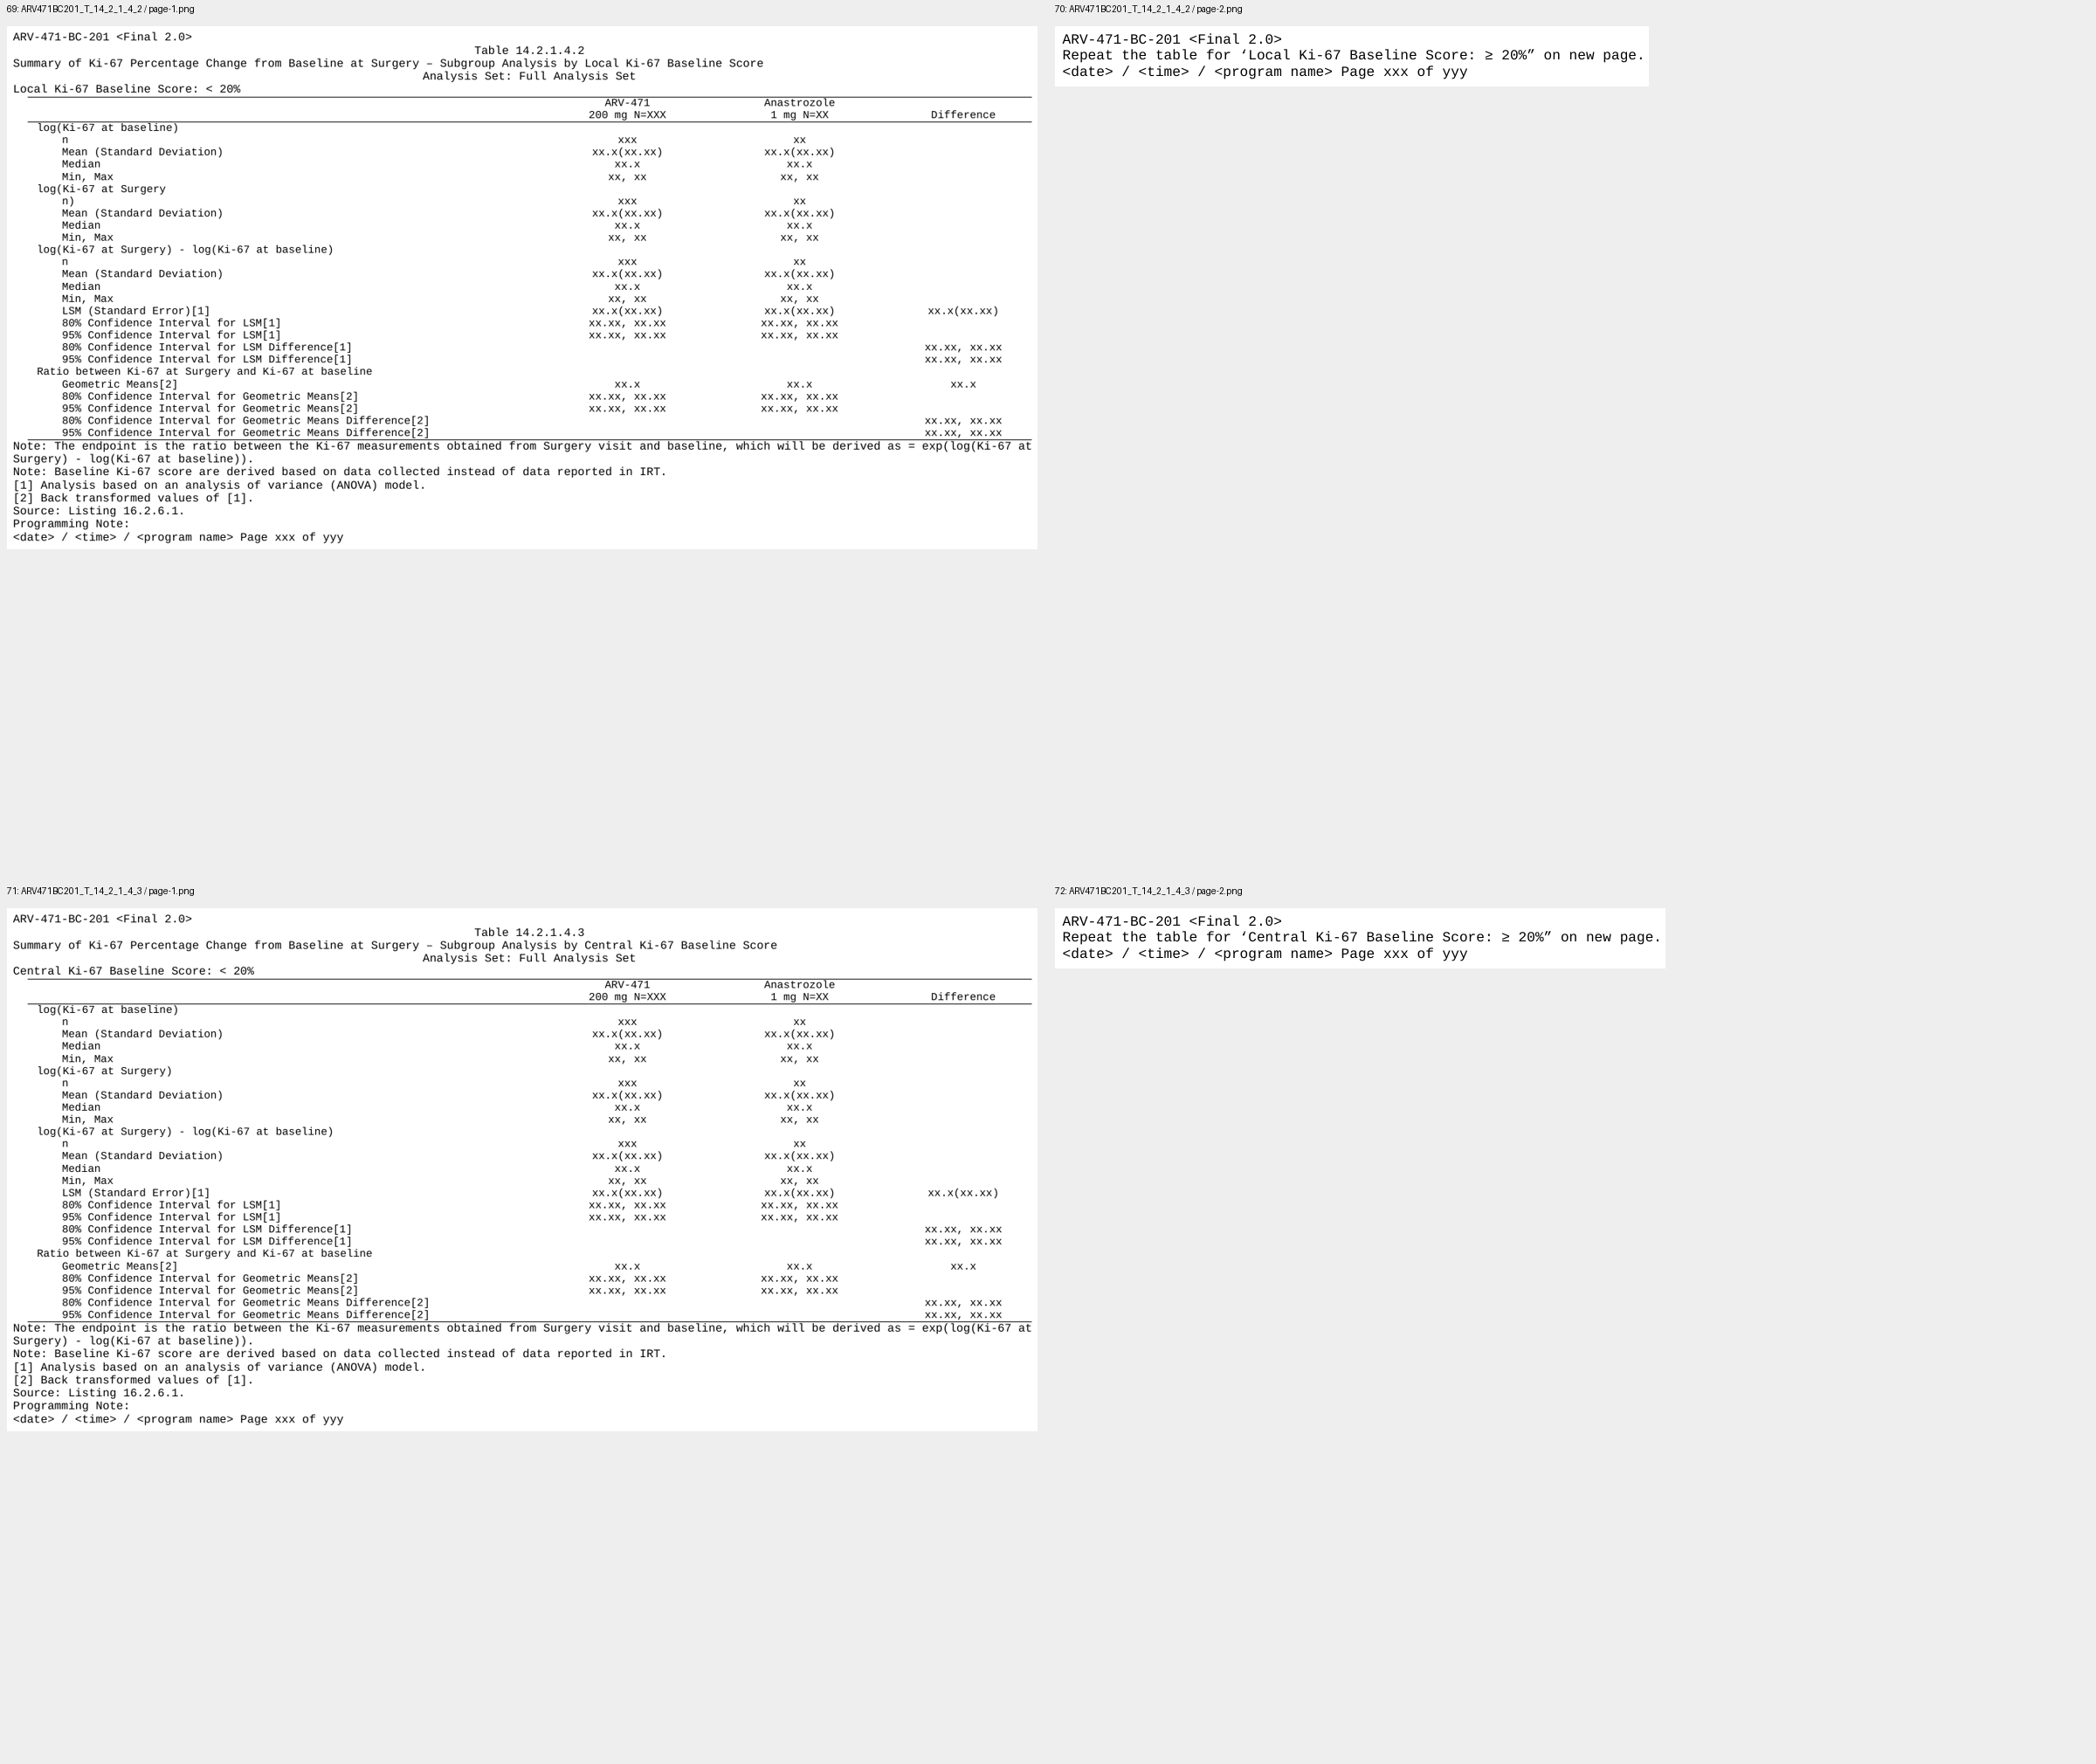 69: ARV471BC201_T_14_2_1_4_2 / page-1.png
ARV-471-BC-201 <Final 2.0>
Table 14.2.1.4.2
Summary of Ki-67 Percentage Change from Baseline at Surgery – Subgroup Analysis by Local Ki-67 Baseline Score
Analysis Set: Full Analysis Set
Local Ki-67 Baseline Score: < 20%
ARV-471 Anastrozole
200 mg N=XXX 1 mg N=XX Difference
log(Ki-67 at baseline)
n xxx xx
Mean (Standard Deviation) xx.x(xx.xx) xx.x(xx.xx)
Median xx.x xx.x
Min, Max xx, xx xx, xx
log(Ki-67 at Surgery
n) xxx xx
Mean (Standard Deviation) xx.x(xx.xx) xx.x(xx.xx)
Median xx.x xx.x
Min, Max xx, xx xx, xx
log(Ki-67 at Surgery) - log(Ki-67 at baseline)
n xxx xx
Mean (Standard Deviation) xx.x(xx.xx) xx.x(xx.xx)
Median xx.x xx.x
Min, Max xx, xx xx, xx
LSM (Standard Error)[1] xx.x(xx.xx) xx.x(xx.xx) xx.x(xx.xx)
80% Confidence Interval for LSM[1] xx.xx, xx.xx xx.xx, xx.xx
95% Confidence Interval for LSM[1] xx.xx, xx.xx xx.xx, xx.xx
80% Confidence Interval for LSM Difference[1] xx.xx, xx.xx
95% Confidence Interval for LSM Difference[1] xx.xx, xx.xx
Ratio between Ki-67 at Surgery and Ki-67 at baseline
Geometric Means[2] xx.x xx.x xx.x
80% Confidence Interval for Geometric Means[2] xx.xx, xx.xx xx.xx, xx.xx
95% Confidence Interval for Geometric Means[2] xx.xx, xx.xx xx.xx, xx.xx
80% Confidence Interval for Geometric Means Difference[2] xx.xx, xx.xx
95% Confidence Interval for Geometric Means Difference[2] xx.xx, xx.xx
Note: The endpoint is the ratio between the Ki-67 measurements obtained from Surgery visit and baseline, which will be derived as = exp(log(Ki-67 at
Surgery) - log(Ki-67 at baseline)).
Note: Baseline Ki-67 score are derived based on data collected instead of data reported in IRT.
[1] Analysis based on an analysis of variance (ANOVA) model.
[2] Back transformed values of [1].
Source: Listing 16.2.6.1.
Programming Note:
<date> / <time> / <program name> Page xxx of yyy
70: ARV471BC201_T_14_2_1_4_2 / page-2.png
ARV-471-BC-201 <Final 2.0>
Repeat the table for ‘Local Ki-67 Baseline Score: ≥ 20%” on new page.
<date> / <time> / <program name> Page xxx of yyy
71: ARV471BC201_T_14_2_1_4_3 / page-1.png
ARV-471-BC-201 <Final 2.0>
Table 14.2.1.4.3
Summary of Ki-67 Percentage Change from Baseline at Surgery – Subgroup Analysis by Central Ki-67 Baseline Score
Analysis Set: Full Analysis Set
Central Ki-67 Baseline Score: < 20%
ARV-471 Anastrozole
200 mg N=XXX 1 mg N=XX Difference
log(Ki-67 at baseline)
n xxx xx
Mean (Standard Deviation) xx.x(xx.xx) xx.x(xx.xx)
Median xx.x xx.x
Min, Max xx, xx xx, xx
log(Ki-67 at Surgery)
n xxx xx
Mean (Standard Deviation) xx.x(xx.xx) xx.x(xx.xx)
Median xx.x xx.x
Min, Max xx, xx xx, xx
log(Ki-67 at Surgery) - log(Ki-67 at baseline)
n xxx xx
Mean (Standard Deviation) xx.x(xx.xx) xx.x(xx.xx)
Median xx.x xx.x
Min, Max xx, xx xx, xx
LSM (Standard Error)[1] xx.x(xx.xx) xx.x(xx.xx) xx.x(xx.xx)
80% Confidence Interval for LSM[1] xx.xx, xx.xx xx.xx, xx.xx
95% Confidence Interval for LSM[1] xx.xx, xx.xx xx.xx, xx.xx
80% Confidence Interval for LSM Difference[1] xx.xx, xx.xx
95% Confidence Interval for LSM Difference[1] xx.xx, xx.xx
Ratio between Ki-67 at Surgery and Ki-67 at baseline
Geometric Means[2] xx.x xx.x xx.x
80% Confidence Interval for Geometric Means[2] xx.xx, xx.xx xx.xx, xx.xx
95% Confidence Interval for Geometric Means[2] xx.xx, xx.xx xx.xx, xx.xx
80% Confidence Interval for Geometric Means Difference[2] xx.xx, xx.xx
95% Confidence Interval for Geometric Means Difference[2] xx.xx, xx.xx
Note: The endpoint is the ratio between the Ki-67 measurements obtained from Surgery visit and baseline, which will be derived as = exp(log(Ki-67 at
Surgery) - log(Ki-67 at baseline)).
Note: Baseline Ki-67 score are derived based on data collected instead of data reported in IRT.
[1] Analysis based on an analysis of variance (ANOVA) model.
[2] Back transformed values of [1].
Source: Listing 16.2.6.1.
Programming Note:
<date> / <time> / <program name> Page xxx of yyy
72: ARV471BC201_T_14_2_1_4_3 / page-2.png
ARV-471-BC-201 <Final 2.0>
Repeat the table for ‘Central Ki-67 Baseline Score: ≥ 20%” on new page.
<date> / <time> / <program name> Page xxx of yyy